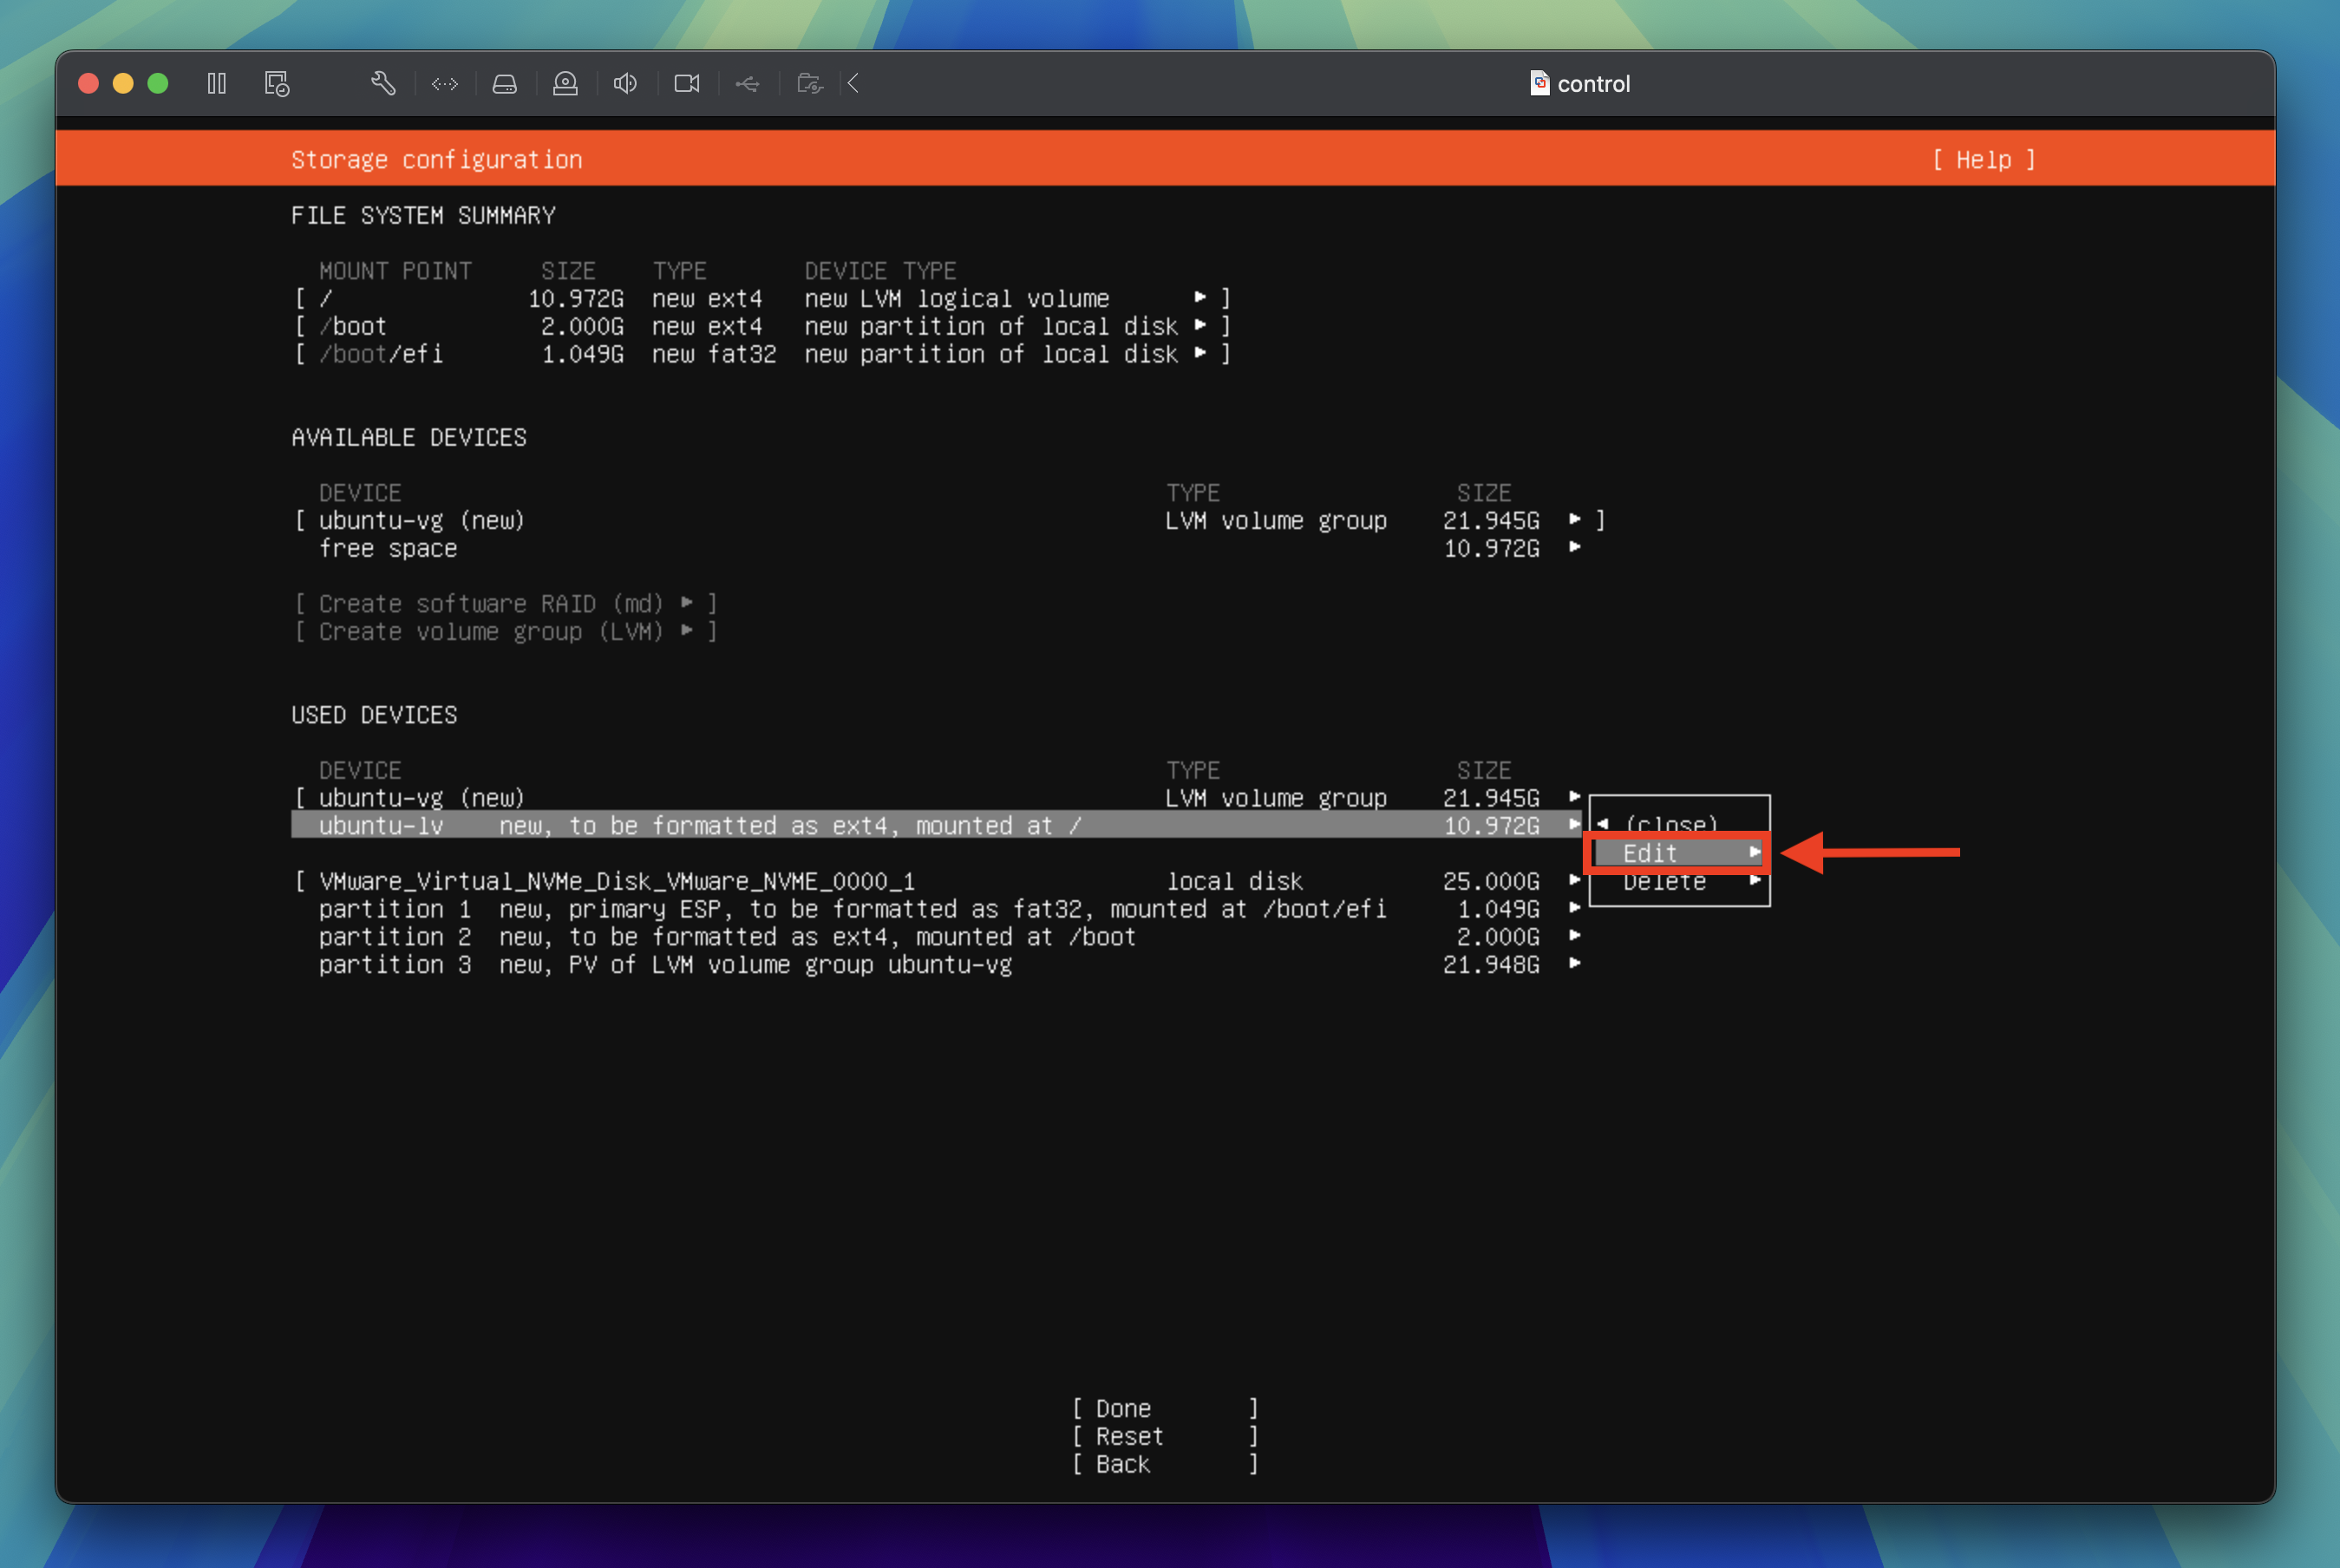 control
Storage configuration [ Help ]
FILE SYSTEM SUMMARY
MOUNT POINT SIZE TYPE DEVICE TYPE
[ / 10.972G new ext4 new LVM logical volume ▸ ]
[ /boot 2.000G new ext4 new partition of local disk ▸ ]
[ /boot/efi 1.049G new fat32 new partition of local disk ▸ ]
AVAILABLE DEVICES
DEVICE TYPE SIZE
[ ubuntu-vg (new) LVM volume group 21.945G ▸ ]
free space 10.972G ▸
[ Create software RAID (md) ▸ ]
[ Create volume group (LVM) ▸ ]
USED DEVICES
DEVICE TYPE SIZE
[ ubuntu-vg (new) LVM volume group 21.945G ▸
ubuntu-lv new, to be formatted as ext4, mounted at / 10.972G ▸ ◂ (close)
Edit ▸
[ VMware_Virtual_NVMe_Disk_VMware_NVME_0000_1 local disk 25.000G ▸ Delete ▸
partition 1 new, primary ESP, to be formatted as fat32, mounted at /boot/efi 1.049G ▸
partition 2 new, to be formatted as ext4, mounted at /boot 2.000G ▸
partition 3 new, PV of LVM volume group ubuntu-vg 21.948G ▸
[ Done ]
[ Reset ]
[ Back ]